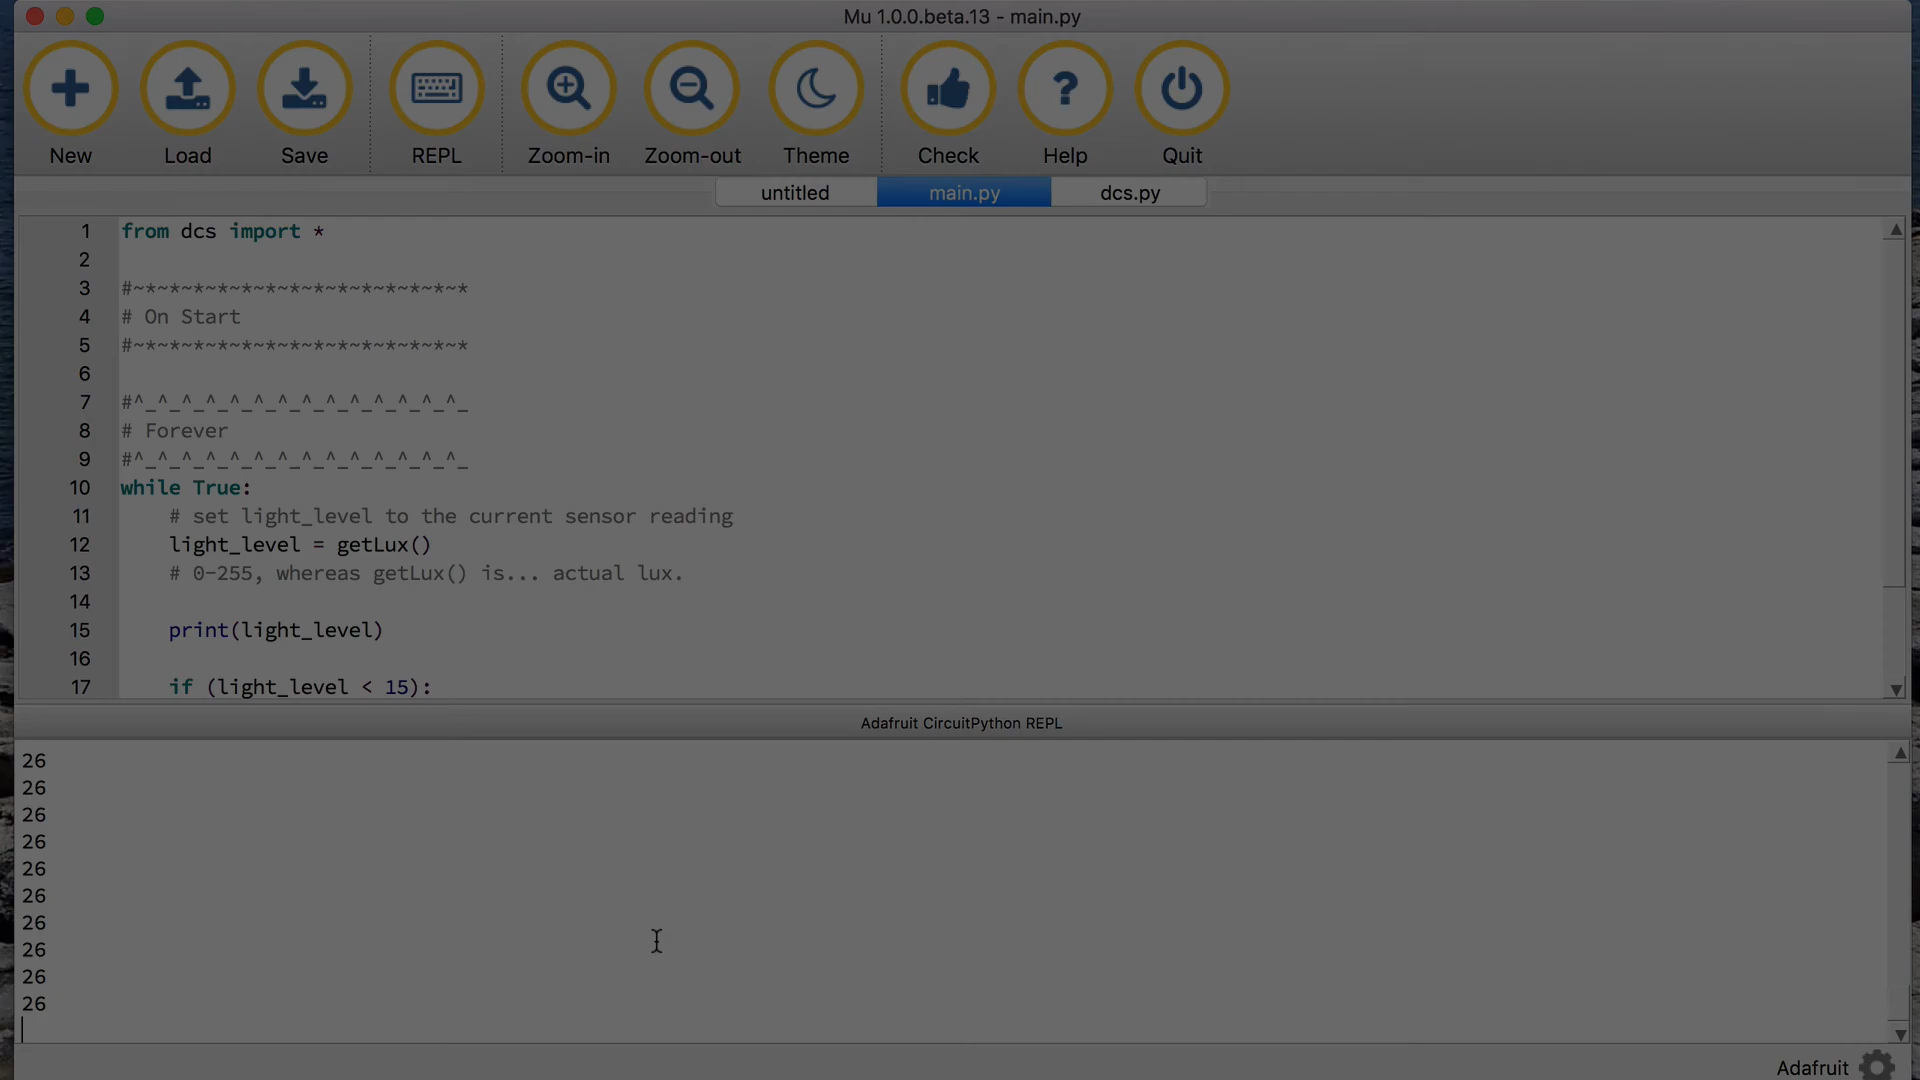 Mu 1.0.0.beta.13 - main.py
New Load Save REPL Zoom-in Zoom-out Theme Check Help Quit
untitled main.py dcs.py
1 from dcs import *
2
3 #~*~*~*~*~*~*~*~*~*~*~*~*~*~*
4 # On Start
5 #~*~*~*~*~*~*~*~*~*~*~*~*~*~*
6
7 #^_^_^_^_^_^_^_^_^_^_^_^_^_^_
8 # Forever
9 #^_^_^_^_^_^_^_^_^_^_^_^_^_^_
10 while True:
11 # set light_level to the current sensor reading
12 light_level = getLux()
13 # 0-255, whereas getLux() is... actual lux.
14
15 print(light_level)
16
17 if (light_level < 15):
Adafruit CircuitPython REPL
26
26
26
26
26
26
26
26
26
26
Adafruit